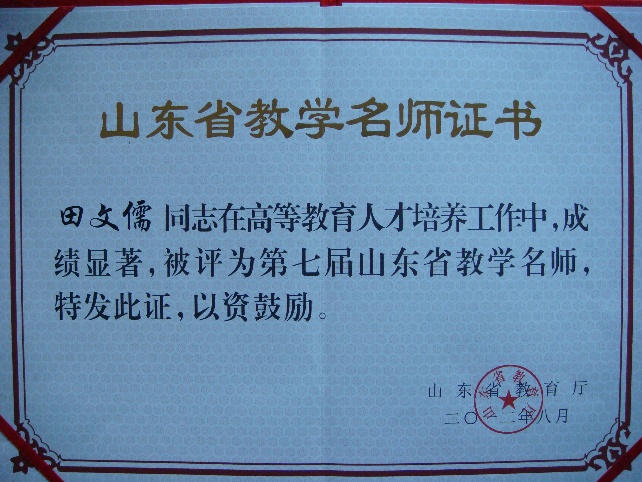 山东省教学名师证书
田文儒 同志在高等教育人才培养工作中，成
绩显著，被评为第七届山东省教学名师，
特发此证，以资鼓励。
山东省教育厅
二〇一二年八月